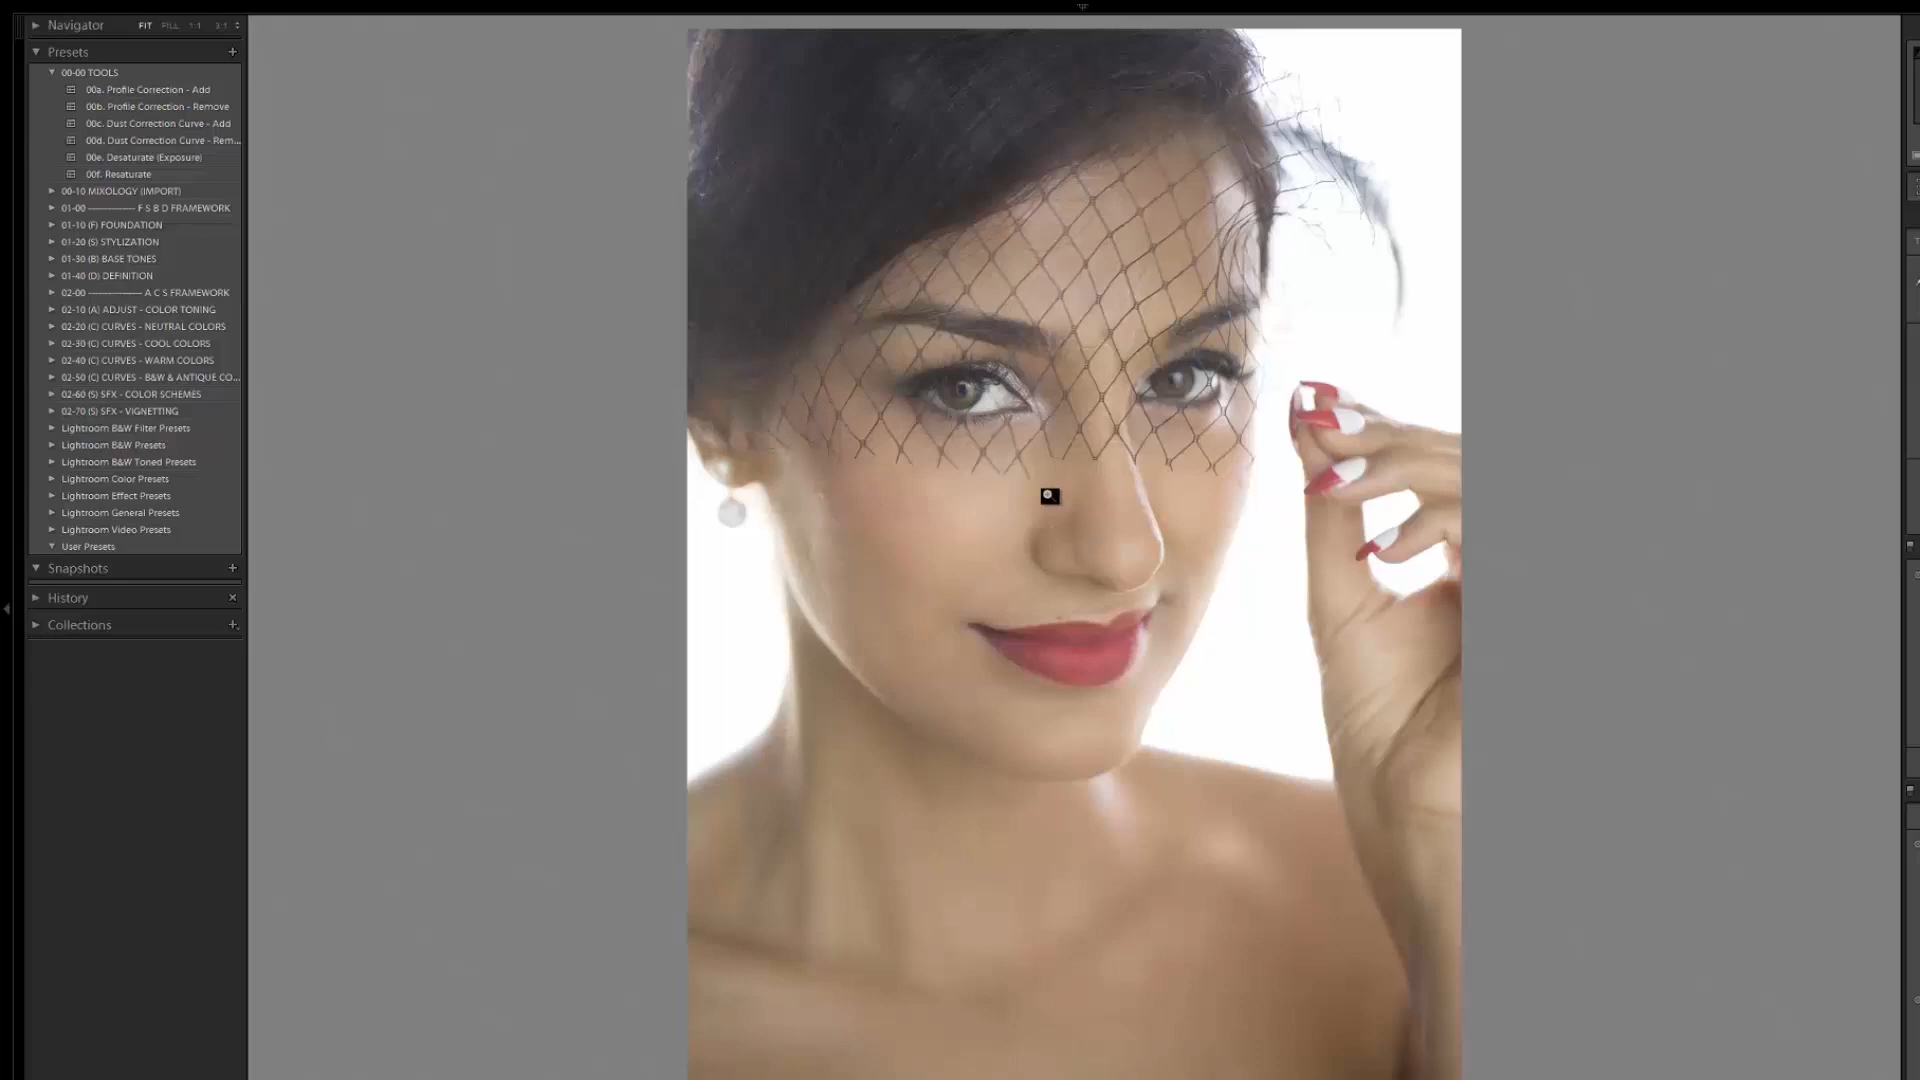 Navigator FIT FILL 1:1 3:1
Presets
00-00 TOOLS
00a. Profile Correction - Add
00b. Profile Correction - Remove
00c. Dust Correction Curve - Add
00d. Dust Correction Curve - Rem...
00e. Desaturate (Exposure)
00f. Resaturate
00-10 MIXOLOGY (IMPORT)
01-00 ---------------- F S B D FRAMEWORK
01-10 (F) FOUNDATION
01-20 (S) STYLIZATION
01-30 (B) BASE TONES
01-40 (D) DEFINITION
02-00 ------------------ A C S FRAMEWORK
02-10 (A) ADJUST - COLOR TONING
02-20 (C) CURVES - NEUTRAL COLORS
02-30 (C) CURVES - COOL COLORS
02-40 (C) CURVES - WARM COLORS
02-50 (C) CURVES - B&W & ANTIQUE CO...
02-60 (S) SFX - COLOR SCHEMES
02-70 (S) SFX - VIGNETTING
Lightroom B&W Filter Presets
Lightroom B&W Presets
Lightroom B&W Toned Presets
Lightroom Color Presets
Lightroom Effect Presets
Lightroom General Presets
Lightroom Video Presets
User Presets
Snapshots
History
Collections